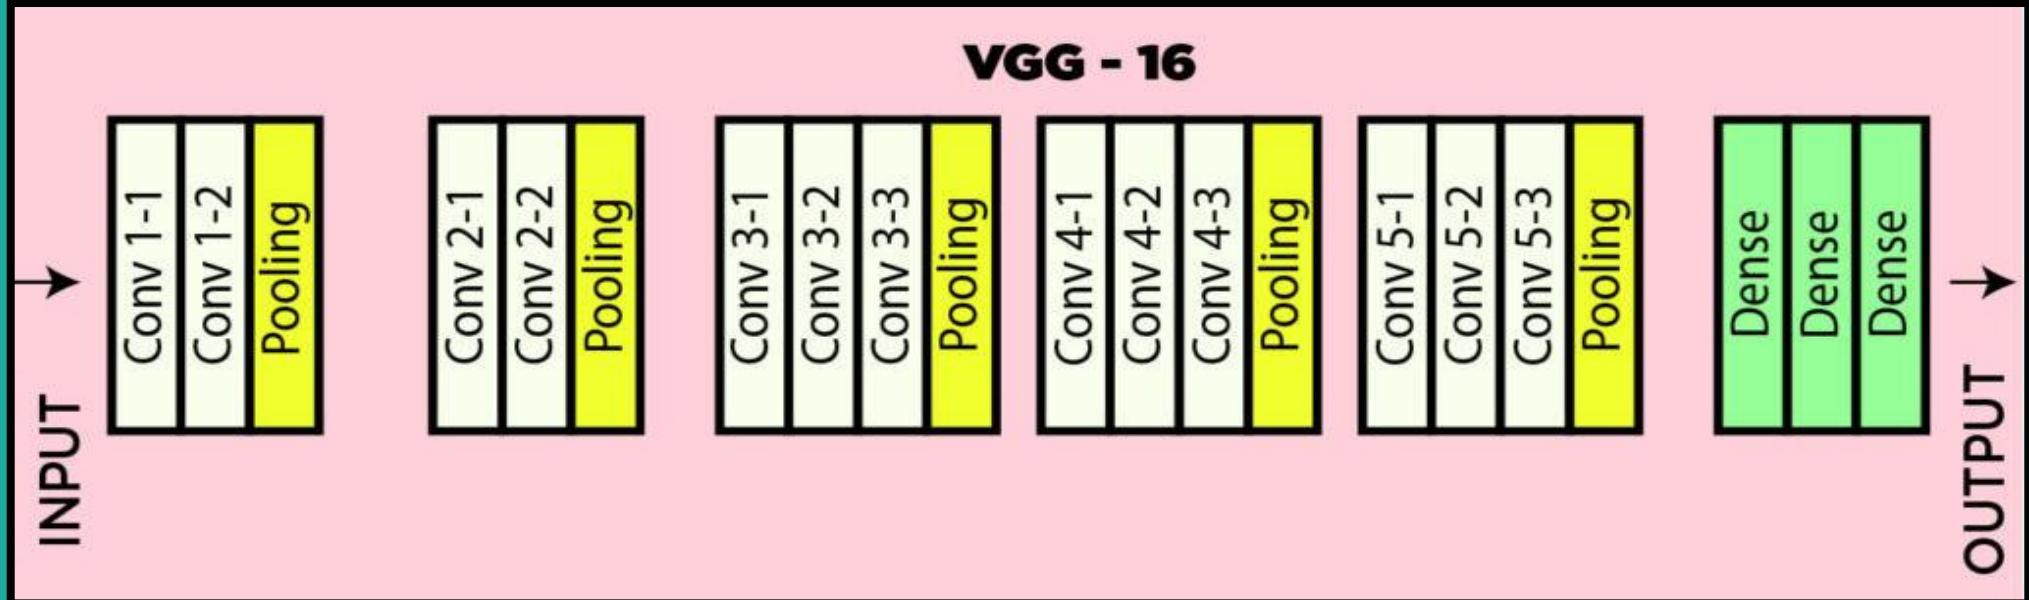 VGG - 16
INPUT
Conv 1-1
Conv 1-2
Pooling
Conv 2-1
Conv 2-2
Pooling
Conv 3-1
Conv 3-2
Conv 3-3
Pooling
Conv 4-1
Conv 4-2
Conv 4-3
Pooling
Conv 5-1
Conv 5-2
Conv 5-3
Pooling
Dense
Dense
Dense
OUTPUT